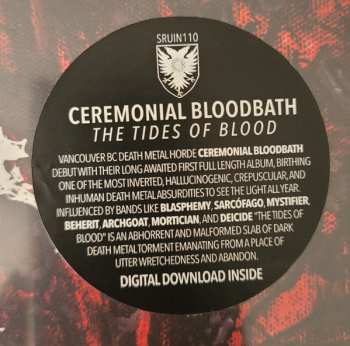 SRUIN110
CEREMONIAL BLOODBATH
THE TIDES OF BLOOD
VANCOUVER BC DEATH METAL HORDE CEREMONIAL BLOODBATH
DEBUT WITH THEIR LONG AWAITED FIRST FULL LENGTH ALBUM, BIRTHING
ONE OF THE MOST INVERTED, HALLUCINOGENIC, CREPUSCULAR, AND
INHUMAN DEATH METAL ABSURDITIES TO SEE THE LIGHT ALL YEAR.
INFLUENCED BY BANDS LIKE BLASPHEMY, SARCÓFAGO, MYSTIFIER,
BEHERIT, ARCHGOAT, MORTICIAN, AND DEICIDE "THE TIDES OF
BLOOD" IS AN ABHORRENT AND MALFORMED SLAB OF DARK
DEATH METAL TORMENT EMANATING FROM A PLACE OF
UTTER WRETCHEDNESS AND ABANDON.
DIGITAL DOWNLOAD INSIDE